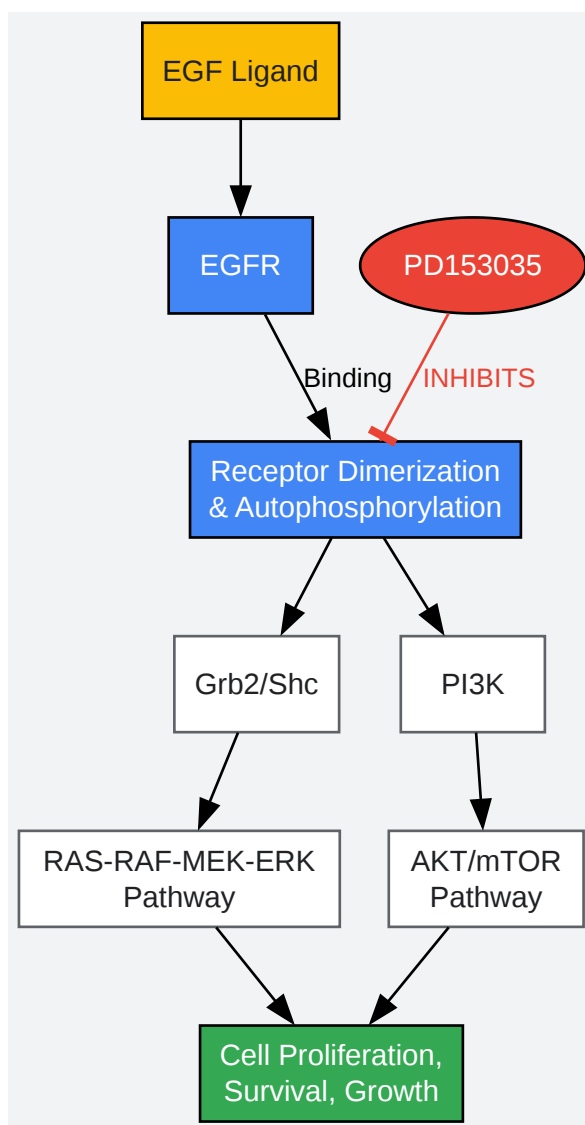 EGF Ligand
EGFR
PD153035
Binding
INHIBITS
Receptor Dimerization
& Autophosphorylation
Grb2/Shc
PI3K
RAS-RAF-MEK-ERK
Pathway
AKT/mTOR
Pathway
Cell Proliferation,
Survival, Growth